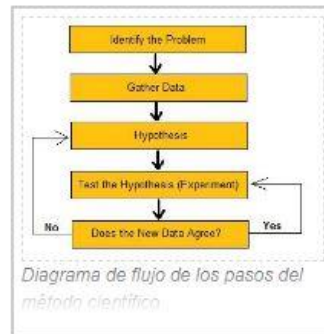 Identify the Problem
Gather Data
Hypothesis
Test the Hypothesis (Experiment)
No
Does the New Data Agree?
Yes
Diagrama de flujo de los pasos del
método científico